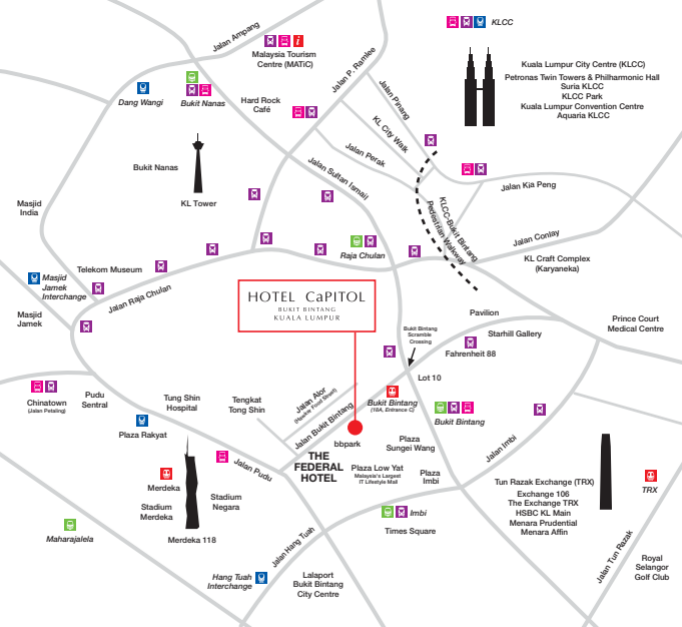 KLCC
Jalan Ampang
Malaysia Tourism
Centre (MATiC)
Jalan P. Ramlee
Kuala Lumpur City Centre (KLCC)
Petronas Twin Towers & Philharmonic Hall
Suria KLCC
KLCC Park
Kuala Lumpur Convention Centre
Aquaria KLCC
Dang Wangi
Bukit Nanas
Hard Rock
Café
Jalan Pinang
KL City Walk
Jalan Perak
Jalan Sultan Ismail
Bukit Nanas
KL Tower
Jalan Kia Peng
KLCC-Bukit Bintang
Pedestrian Walkway
Masjid
India
Jalan Conlay
KL Craft Complex
(Karyaneka)
Raja Chulan
Telekom Museum
Masjid
Jamek
Interchange
Jalan Raja Chulan
HOTEL CaPITOL
BUKIT BINTANG
KUALA LUMPUR
Masjid
Jamek
Pavilion
Starhill Gallery
Prince Court
Medical Centre
Bukit Bintang
Scramble
Crossing
Fahrenheit 88
Lot 10
Chinatown
(Jalan Petaling)
Pudu
Sentral
Tung Shin
Hospital
Tengkat
Tong Shin
Jalan Alor
(Hawker Food Street)
Jalan Bukit Bintang
Bukit Bintang
(10A, Entrance C)
Bukit Bintang
Plaza Rakyat
bbpark
Plaza
Sungei Wang
Jalan Imbi
THE
FEDERAL
HOTEL
Jalan Pudu
Plaza Low Yat
Malaysia's Largest
IT Lifestyle Mall
Plaza
Imbi
Merdeka
Stadium
Merdeka
Stadium
Negara
Merdeka 118
Tun Razak Exchange (TRX)
Exchange 106
The Exchange TRX
HSBC KL Main
Menara Prudential
Menara Affin
TRX
Imbi
Times Square
Maharajalela
Jalan Hang Tuah
Hang Tuah
Interchange
Lalaport
Bukit Bintang
City Centre
Jalan Tun Razak
Royal
Selangor
Golf Club